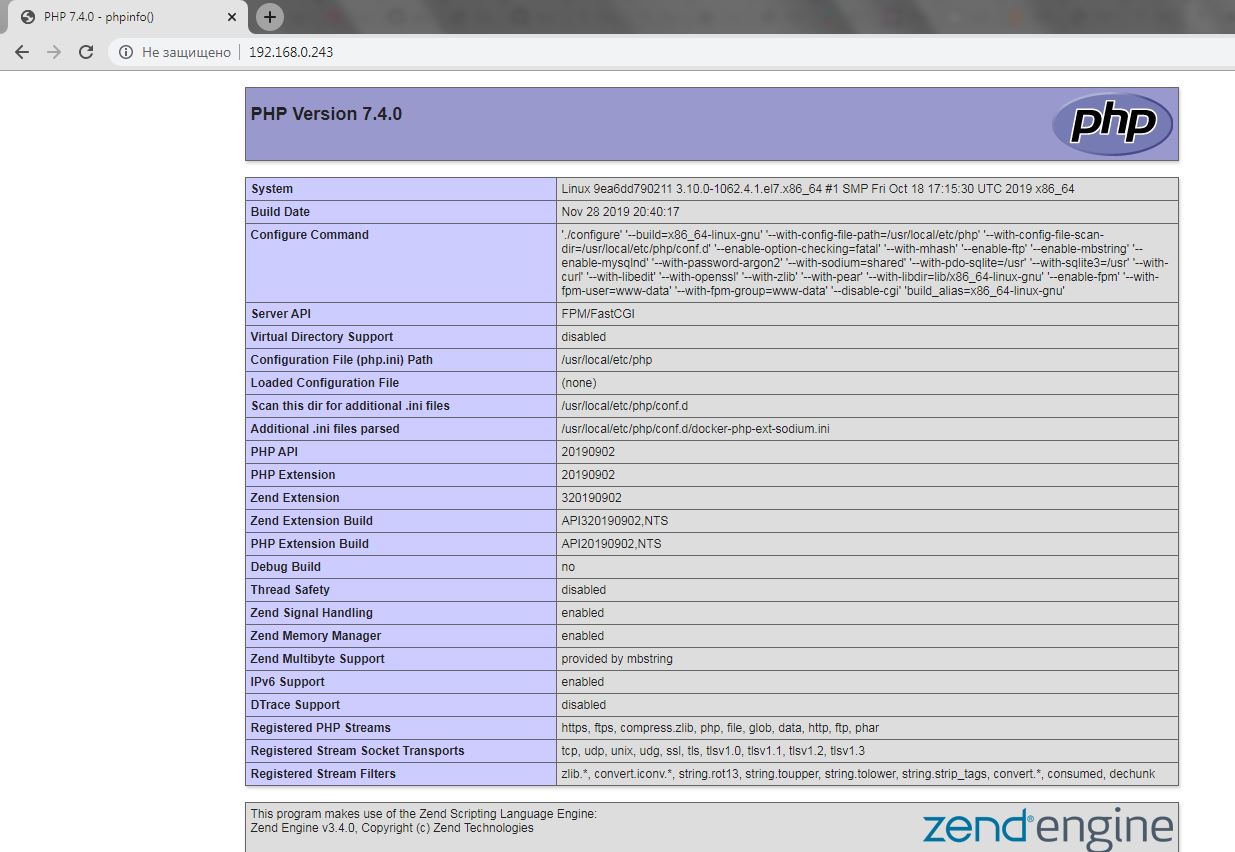 PHP 7.4.0 - phpinfo()
Не защищено 192.168.0.243
PHP Version 7.4.0
php
System Linux 9ea6dd790211 3.10.0-1062.4.1.el7.x86_64 #1 SMP Fri Oct 18 17:15:30 UTC 2019 x86_64
Build Date Nov 28 2019 20:40:17
Configure Command './configure' '--build=x86_64-linux-gnu' '--with-config-file-path=/usr/local/etc/php' '--with-config-file-scan-
dir=/usr/local/etc/php/conf.d' '--enable-option-checking=fatal' '--with-mhash' '--enable-ftp' '--enable-mbstring' '--
enable-mysqlnd' '--with-password-argon2' '--with-sodium=shared' '--with-pdo-sqlite=/usr' '--with-sqlite3=/usr' '--with-
curl' '--with-libedit' '--with-openssl' '--with-zlib' '--with-pear' '--with-libdir=lib/x86_64-linux-gnu' '--enable-fpm' '--with-
fpm-user=www-data' '--with-fpm-group=www-data' '--disable-cgi' 'build_alias=x86_64-linux-gnu'
Server API FPM/FastCGI
Virtual Directory Support disabled
Configuration File (php.ini) Path /usr/local/etc/php
Loaded Configuration File (none)
Scan this dir for additional .ini files /usr/local/etc/php/conf.d
Additional .ini files parsed /usr/local/etc/php/conf.d/docker-php-ext-sodium.ini
PHP API 20190902
PHP Extension 20190902
Zend Extension 320190902
Zend Extension Build API320190902,NTS
PHP Extension Build API20190902,NTS
Debug Build no
Thread Safety disabled
Zend Signal Handling enabled
Zend Memory Manager enabled
Zend Multibyte Support provided by mbstring
IPv6 Support enabled
DTrace Support disabled
Registered PHP Streams https, ftps, compress.zlib, php, file, glob, data, http, ftp, phar
Registered Stream Socket Transports tcp, udp, unix, udg, ssl, tls, tlsv1.0, tlsv1.1, tlsv1.2, tlsv1.3
Registered Stream Filters zlib.*, convert.iconv.*, string.rot13, string.toupper, string.tolower, string.strip_tags, convert.*, consumed, dechunk
This program makes use of the Zend Scripting Language Engine:
Zend Engine v3.4.0, Copyright (c) Zend Technologies
zend® engine